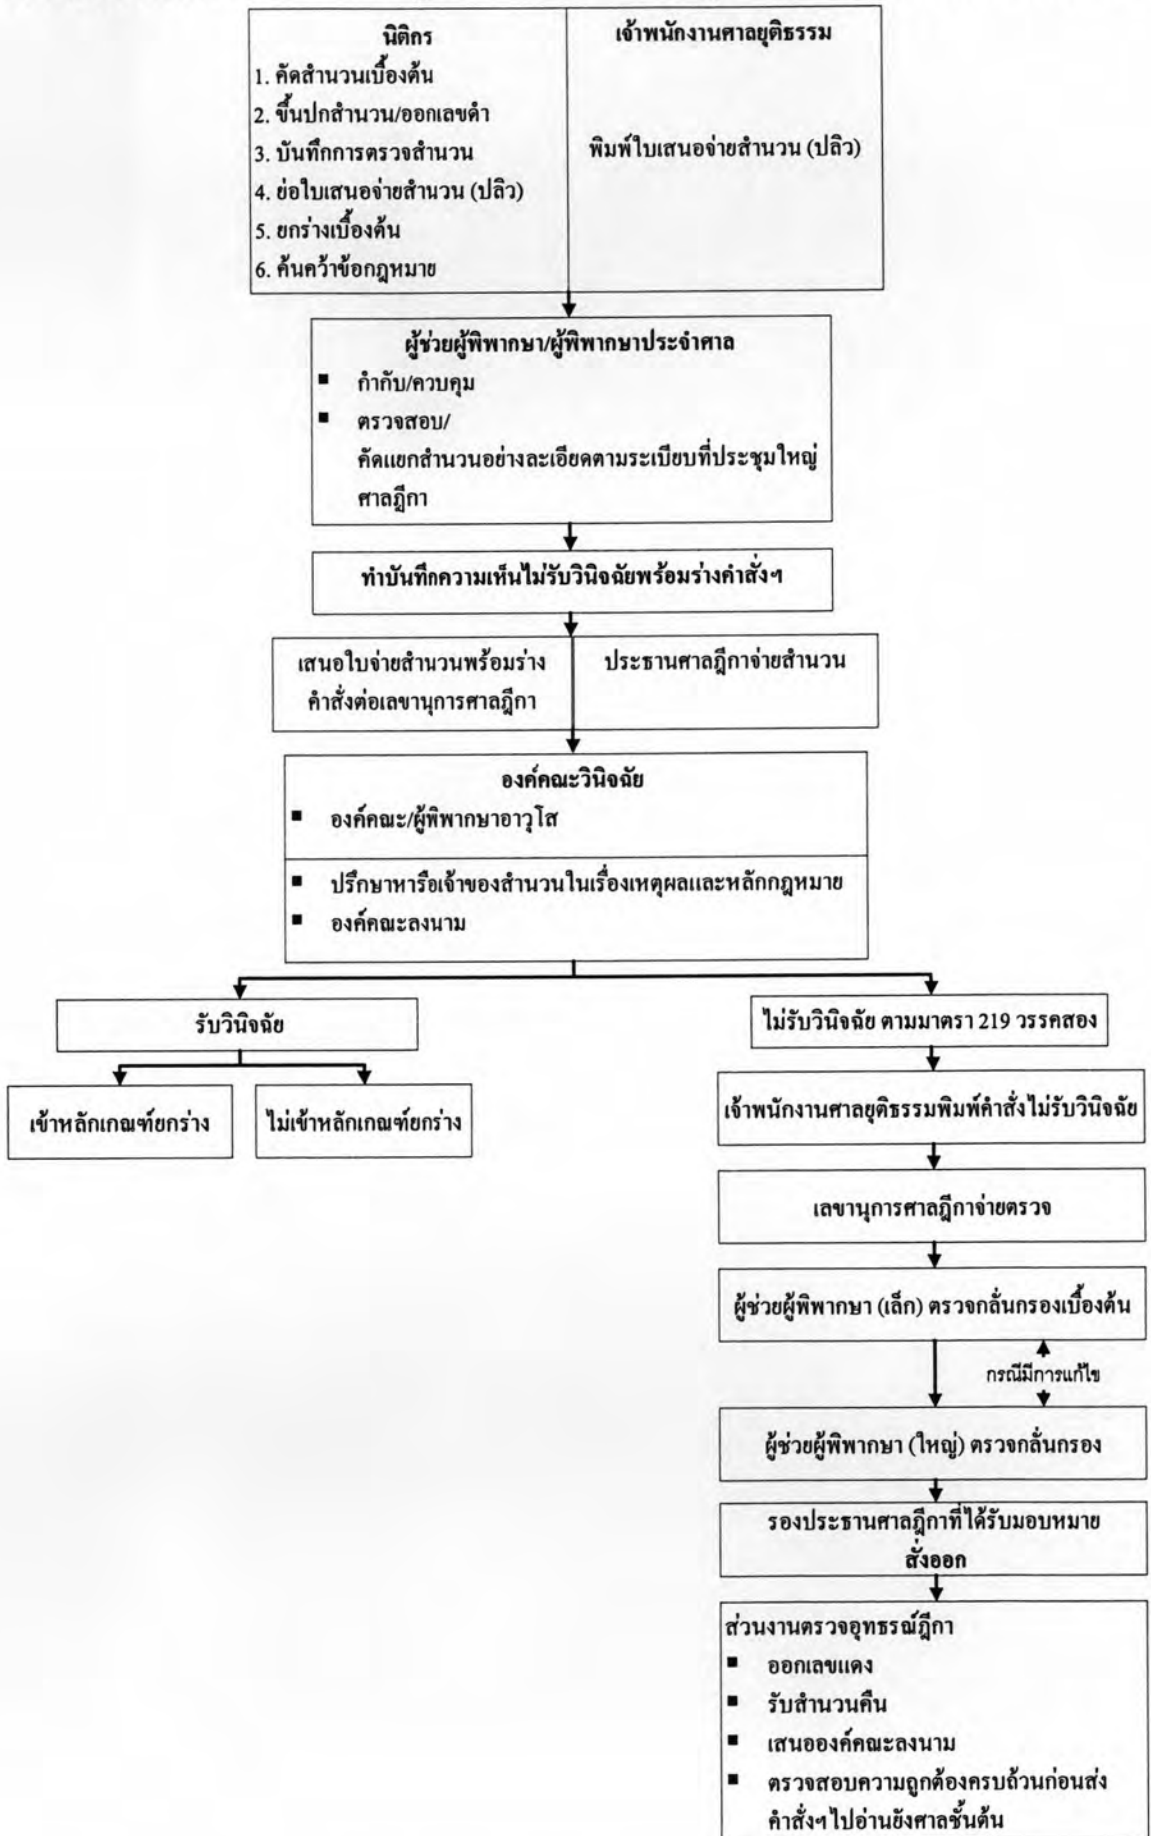 นิติกร
1. คัดสำนวนเบื้องต้น
2. ขึ้นปกสำนวน/ออกเลขดำ
3. บันทึกการตรวจสำนวน
4. ย่อใบเสนอจ่ายสำนวน (ปลิว)
5. ยกร่างเบื้องต้น
6. ค้นคว้าข้อกฎหมาย
เจ้าพนักงานศาลยุติธรรม
พิมพ์ใบเสนอจ่ายสำนวน (ปลิว)
ผู้ช่วยผู้พิพากษา/ผู้พิพากษาประจำศาล
■ กำกับ/ควบคุม
■ ตรวจสอบ/
คัดแยกสำนวนอย่างละเอียดตามระเบียบที่ประชุมใหญ่
ศาลฎีกา
ทำบันทึกความเห็นไม่รับวินิจฉัยพร้อมร่างคำสั่งฯ
เสนอใบจ่ายสำนวนพร้อมร่าง
คำสั่งต่อเลขานุการศาลฎีกา
ประธานศาลฎีกาจ่ายสำนวน
องค์คณะวินิจฉัย
■ องค์คณะ/ผู้พิพากษาอาวุโส
■ ปรึกษาหารือเจ้าของสำนวนในเรื่องเหตุผลและหลักกฎหมาย
■ องค์คณะลงนาม
รับวินิจฉัย
เข้าหลักเกณฑ์ยกร่าง
ไม่เข้าหลักเกณฑ์ยกร่าง
ไม่รับวินิจฉัย ตามมาตรา 219 วรรคสอง
เจ้าพนักงานศาลยุติธรรมพิมพ์คำสั่งไม่รับวินิจฉัย
เลขานุการศาลฎีกาจ่ายตรวจ
ผู้ช่วยผู้พิพากษา (เล็ก) ตรวจกลั่นกรองเบื้องต้น
กรณีมีการแก้ไข
ผู้ช่วยผู้พิพากษา (ใหญ่) ตรวจกลั่นกรอง
รองประธานศาลฎีกาที่ได้รับมอบหมาย
สั่งออก
ส่วนงานตรวจอุทธรณ์ฎีกา
■ ออกเลขแดง
■ รับสำนวนคืน
■ เสนอองค์คณะลงนาม
■ ตรวจสอบความถูกต้องครบถ้วนก่อนส่ง
คำสั่งฯ ไปอ่านยังศาลชั้นต้น